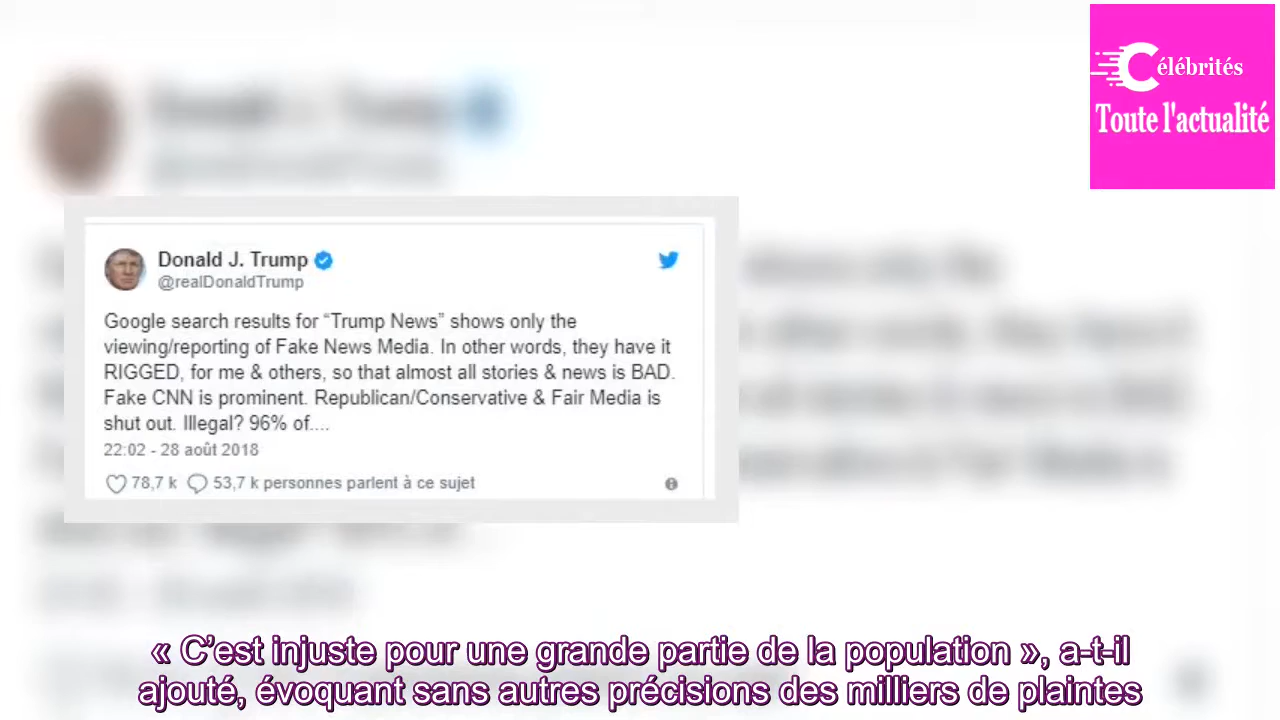 Célébrités
Toute l'actualité
Donald J. Trump
@realDonaldTrump
Google search results for “Trump News” shows only the
viewing/reporting of Fake News Media. In other words, they have it
RIGGED, for me & others, so that almost all stories & news is BAD.
Fake CNN is prominent. Republican/Conservative & Fair Media is
shut out. Illegal? 96% of....
22:02 - 28 août 2018
78,7 k 53,7 k personnes parlent à ce sujet
« C’est injuste pour une grande partie de la population », a-t-il
ajouté, évoquant sans autres précisions des milliers de plaintes